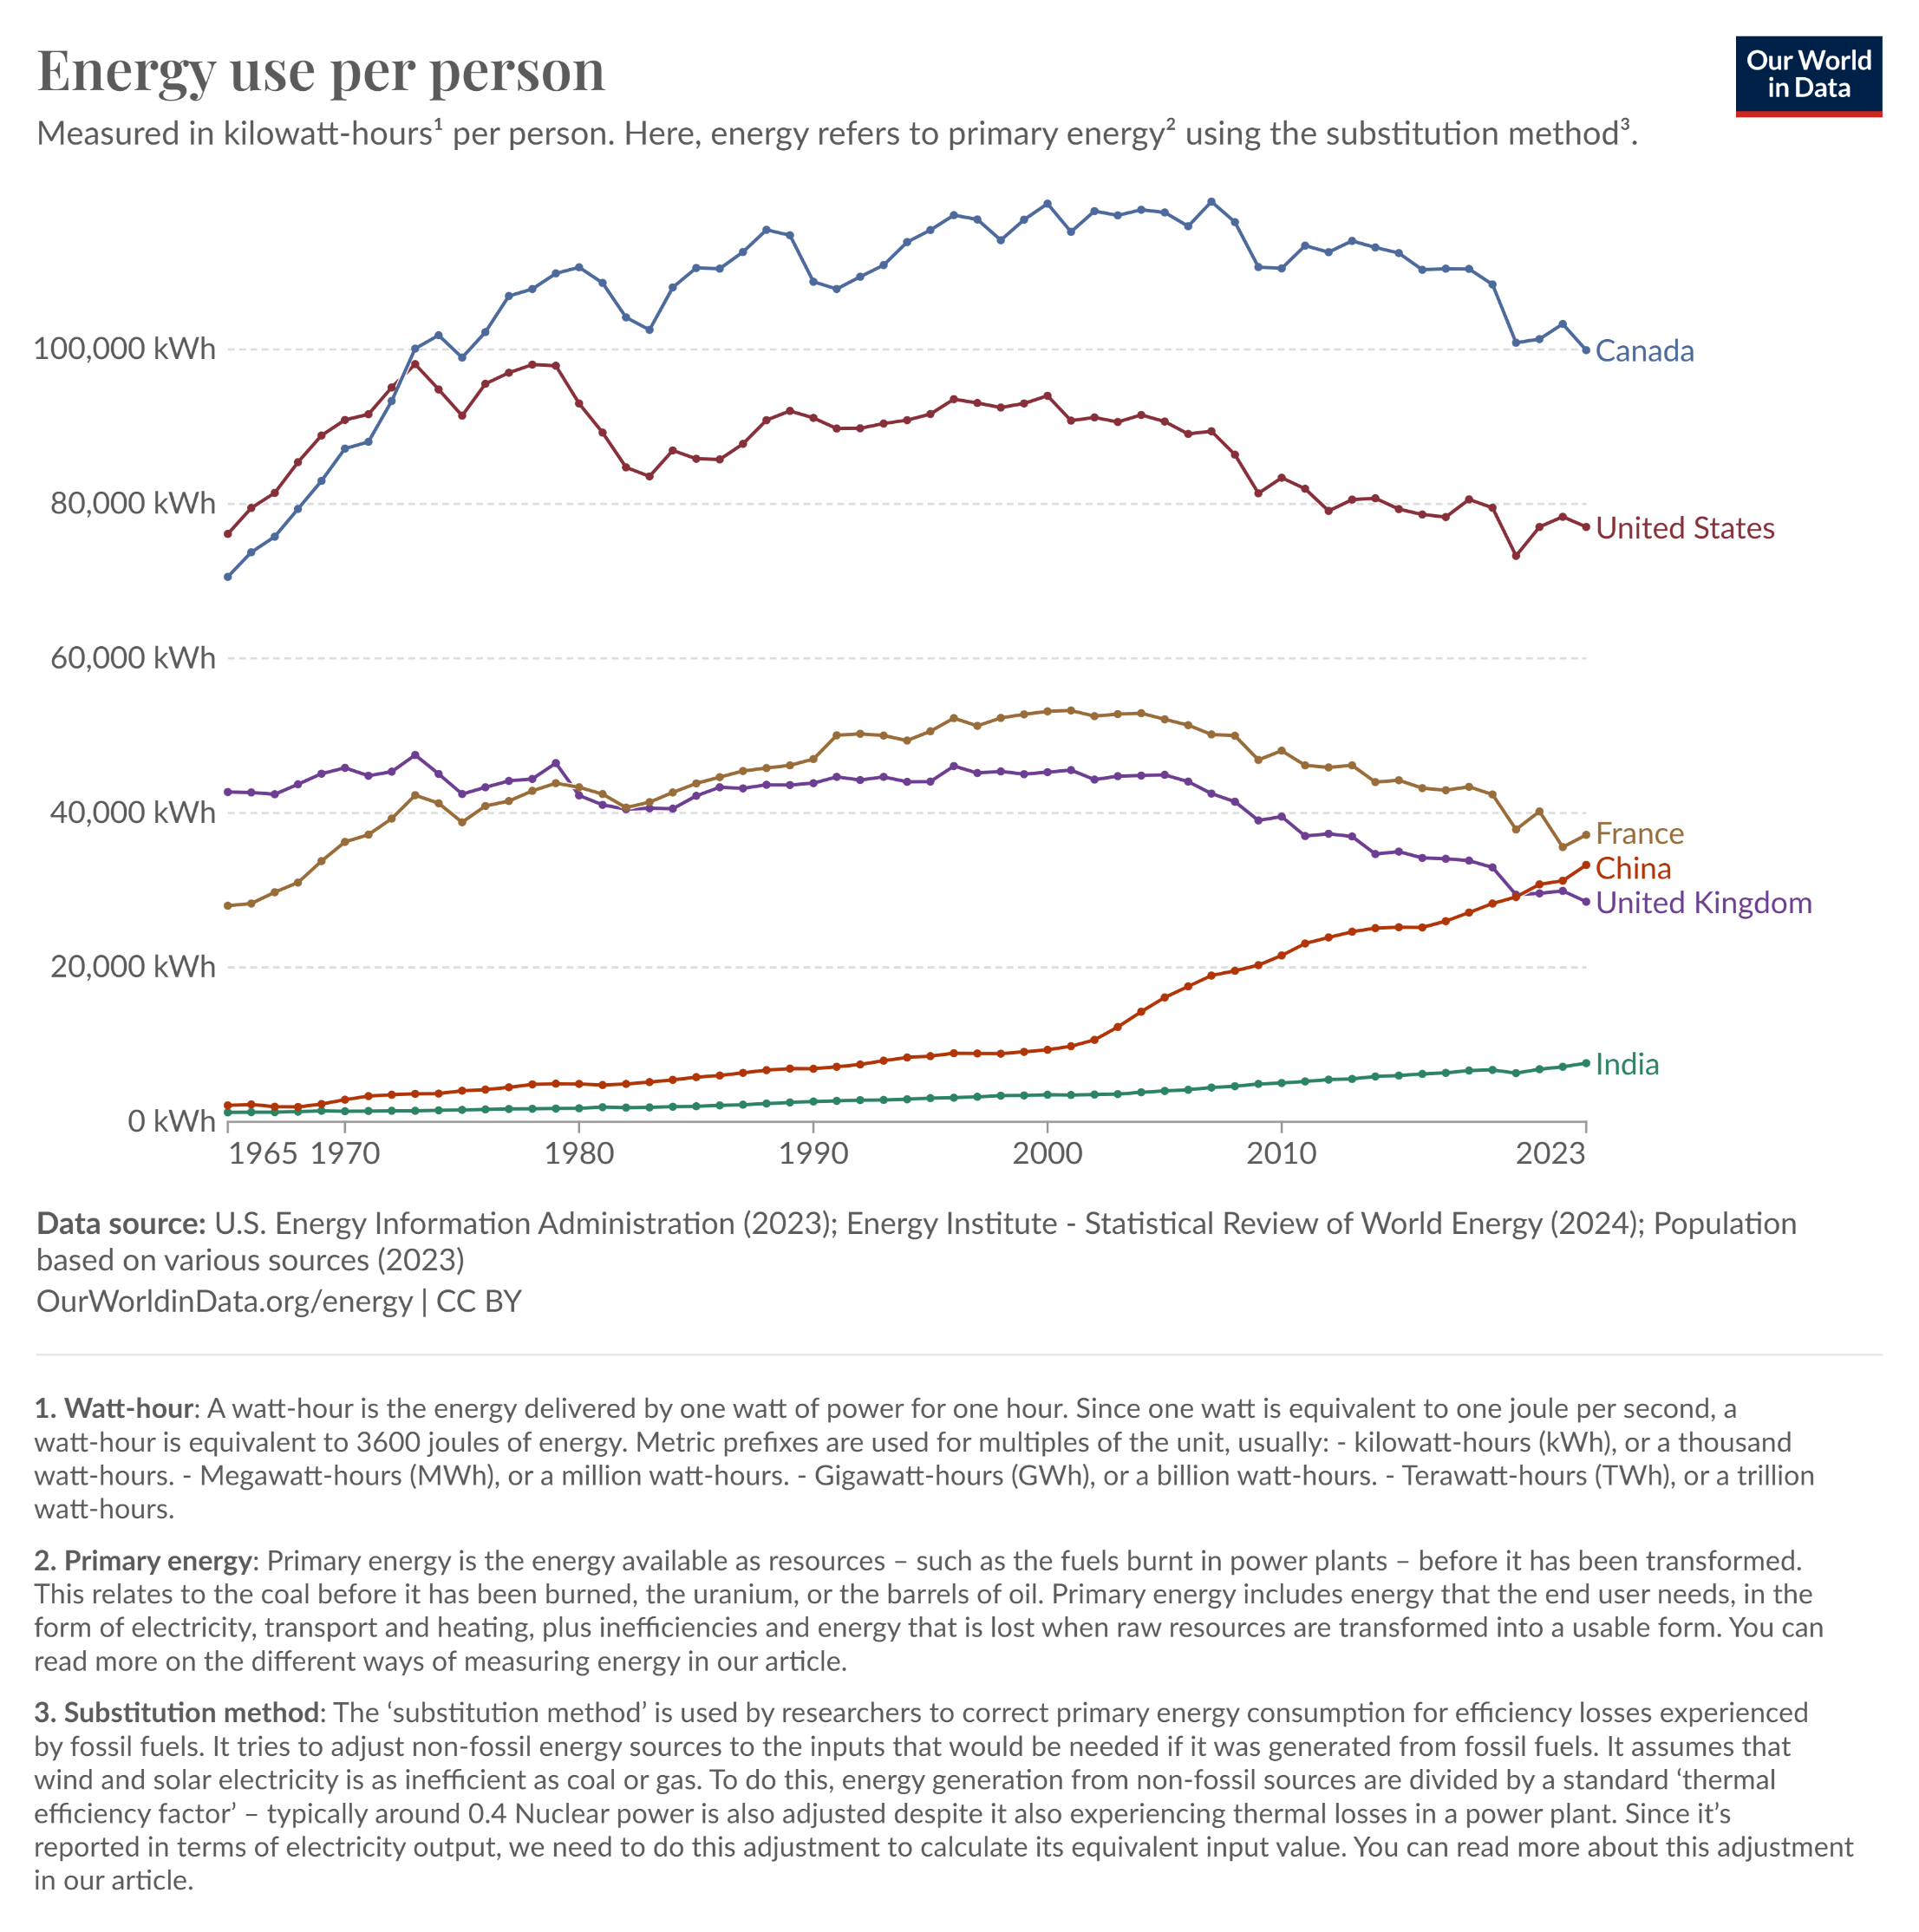 Energy use per person
Our World
in Data
Measured in kilowatt-hours¹ per person. Here, energy refers to primary energy² using the substitution method³.
100,000 kWh
Canada
80,000 kWh
United States
60,000 kWh
40,000 kWh
France
China
United Kingdom
20,000 kWh
India
0 kWh
1965 1970 1980 1990 2000 2010 2023
Data source: U.S. Energy Information Administration (2023); Energy Institute - Statistical Review of World Energy (2024); Population
based on various sources (2023)
OurWorldinData.org/energy | CC BY
1. Watt-hour: A watt-hour is the energy delivered by one watt of power for one hour. Since one watt is equivalent to one joule per second, a
watt-hour is equivalent to 3600 joules of energy. Metric prefixes are used for multiples of the unit, usually: - kilowatt-hours (kWh), or a thousand
watt-hours. - Megawatt-hours (MWh), or a million watt-hours. - Gigawatt-hours (GWh), or a billion watt-hours. - Terawatt-hours (TWh), or a trillion
watt-hours.
2. Primary energy: Primary energy is the energy available as resources – such as the fuels burnt in power plants – before it has been transformed.
This relates to the coal before it has been burned, the uranium, or the barrels of oil. Primary energy includes energy that the end user needs, in the
form of electricity, transport and heating, plus inefficiencies and energy that is lost when raw resources are transformed into a usable form. You can
read more on the different ways of measuring energy in our article.
3. Substitution method: The ‘substitution method’ is used by researchers to correct primary energy consumption for efficiency losses experienced
by fossil fuels. It tries to adjust non-fossil energy sources to the inputs that would be needed if it was generated from fossil fuels. It assumes that
wind and solar electricity is as inefficient as coal or gas. To do this, energy generation from non-fossil sources are divided by a standard ‘thermal
efficiency factor’ – typically around 0.4 Nuclear power is also adjusted despite it also experiencing thermal losses in a power plant. Since it’s
reported in terms of electricity output, we need to do this adjustment to calculate its equivalent input value. You can read more about this adjustment
in our article.